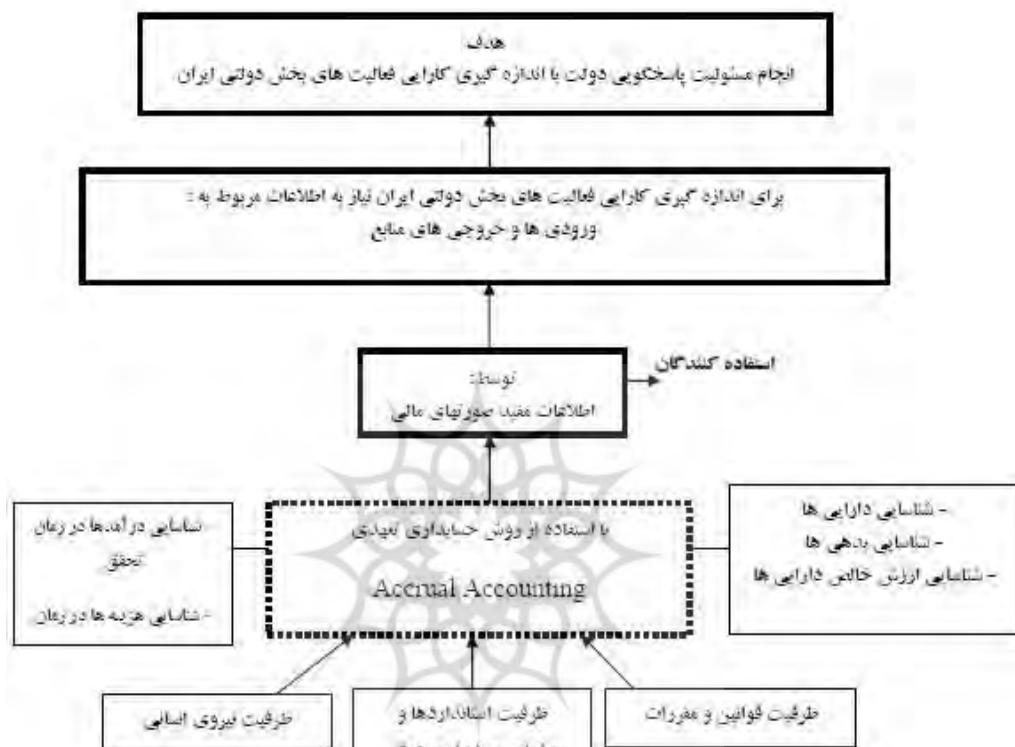 هدف
انجام مسئولیت پاسخگویی دولت با اندازه گیری کارایی فعالیت های بخش دولتی ایران
برای اندازه گیری کارایی فعالیت های بخش دولتی ایران نیاز به اطلاعات مربوط به :
ورودی ها و خروجی های منابع
استفاده کنندگان
توسط:
اطلاعات مفید صورتهای مالی
- شناسایی دارایی ها
- شناسایی بدهی ها
- شناسایی ارزش خالص دارایی ها
با استفاده از روش حسابداری تعهدی
Accrual Accounting
- شناسایی درآمدها در زمان
تحقق
- شناسایی هزینه ها در زمان
ظرفیت قوانین و مقررات
ظرفیت استانداردها و
ظرفیت نیروی انسانی